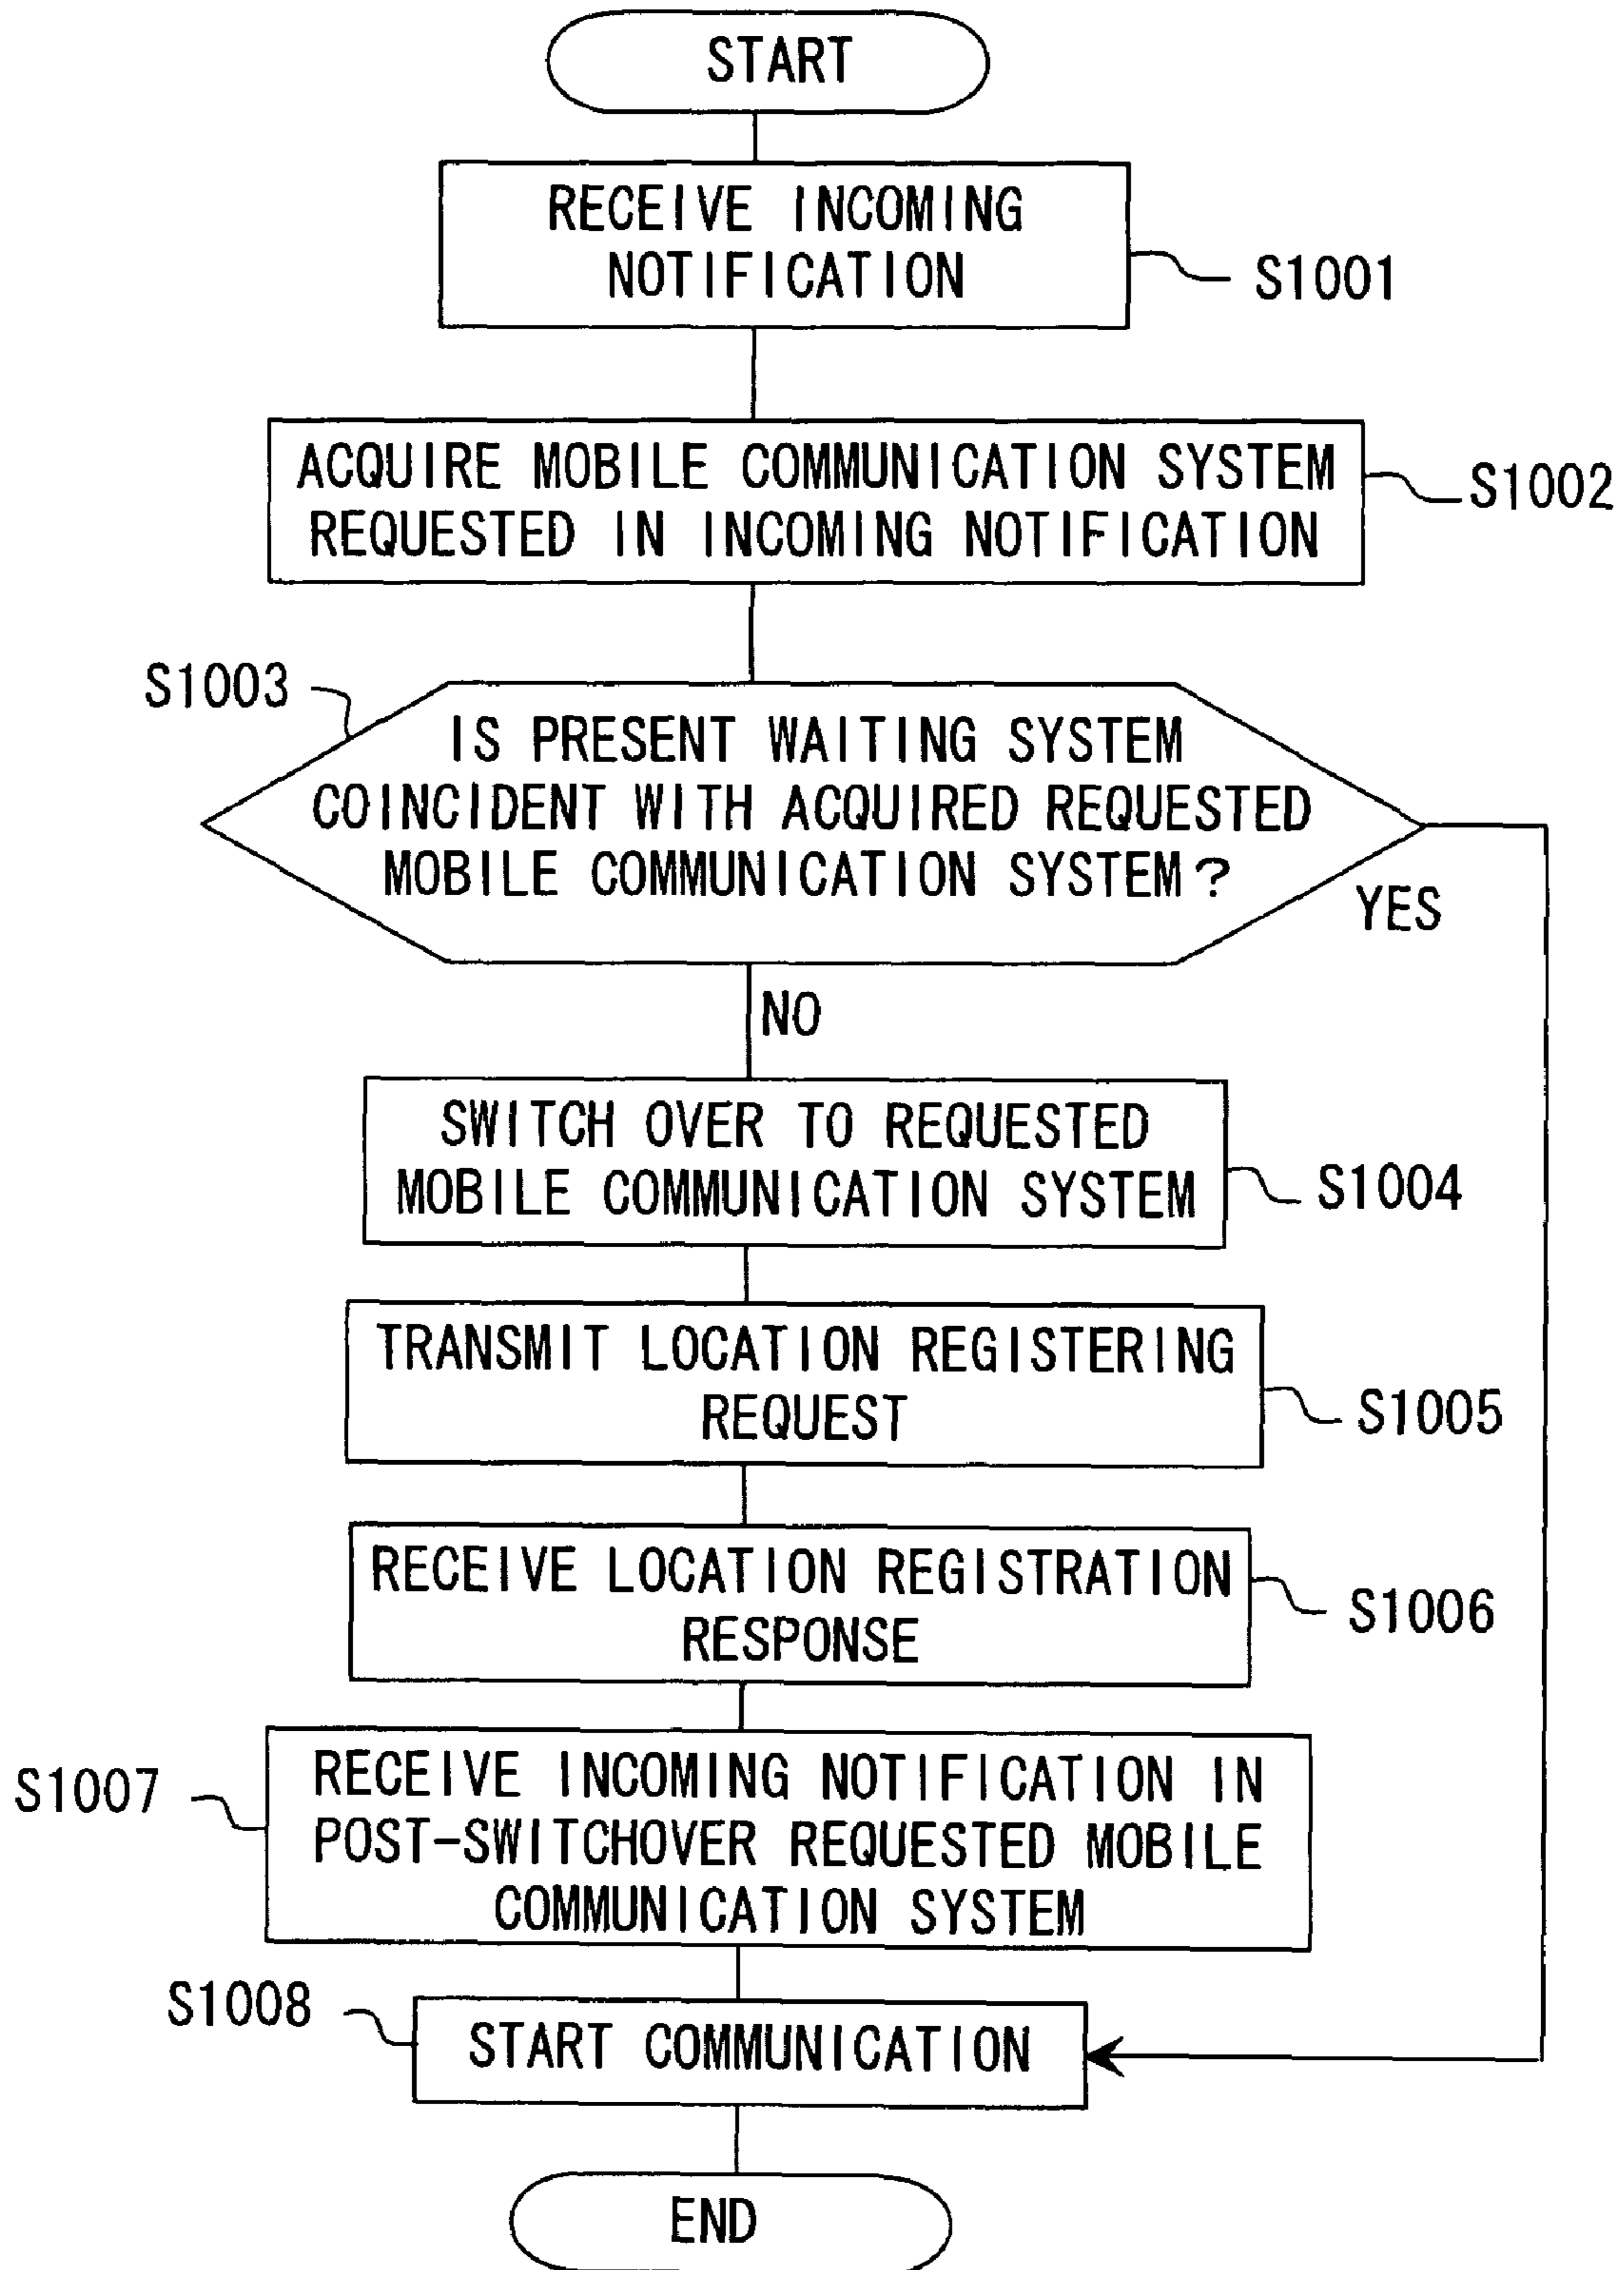 START
RECEIVE INCOMING
NOTIFICATION
S1001
ACQUIRE MOBILE COMMUNICATION SYSTEM
REQUESTED IN INCOMING NOTIFICATION
S1002
S1003
IS PRESENT WAITING SYSTEM
COINCIDENT WITH ACQUIRED REQUESTED
MOBILE COMMUNICATION SYSTEM?
YES
NO
SWITCH OVER TO REQUESTED
MOBILE COMMUNICATION SYSTEM
S1004
TRANSMIT LOCATION REGISTERING
REQUEST
S1005
RECEIVE LOCATION REGISTRATION
RESPONSE
S1006
S1007
RECEIVE INCOMING NOTIFICATION IN
POST-SWITCHOVER REQUESTED MOBILE
COMMUNICATION SYSTEM
S1008
START COMMUNICATION
END